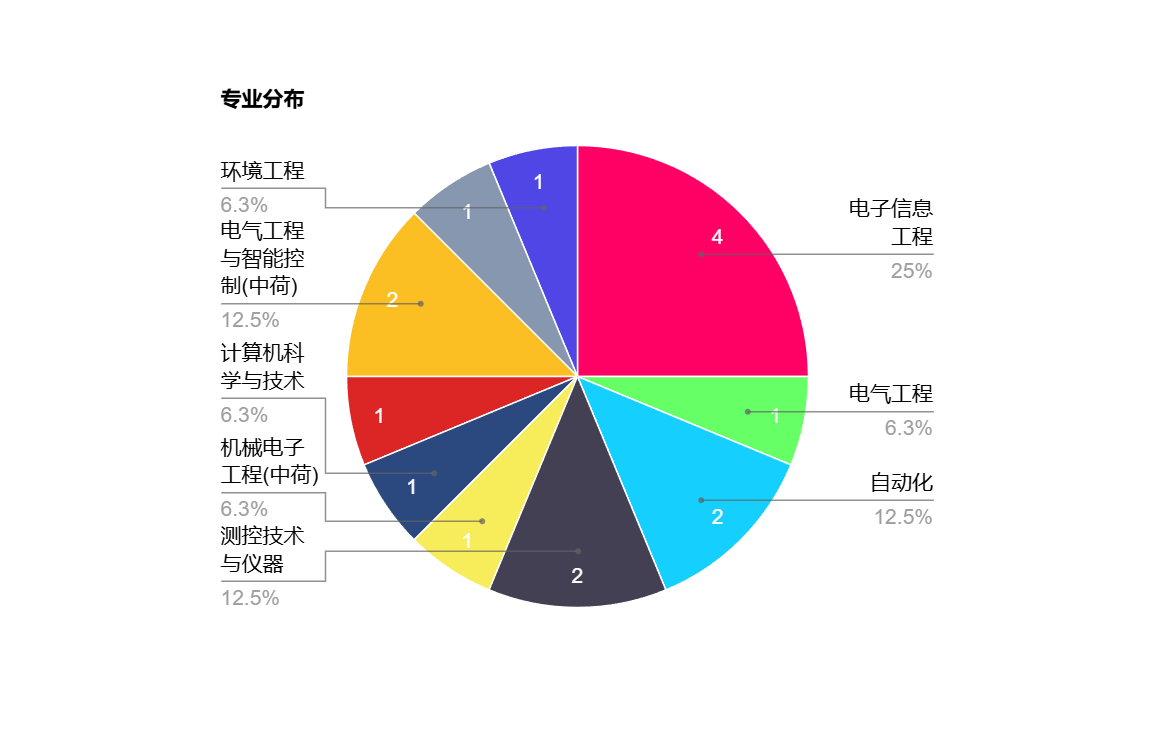 专业分布
环境工程
6.3%
电气工程
与智能控
制(中荷)
12.5%
计算机科
学与技术
6.3%
机械电子
工程(中荷)
6.3%
测控技术
与仪器
12.5%
1
1
2
1
1
1
2
4
1
2
电子信息
工程
25%
电气工程
6.3%
自动化
12.5%